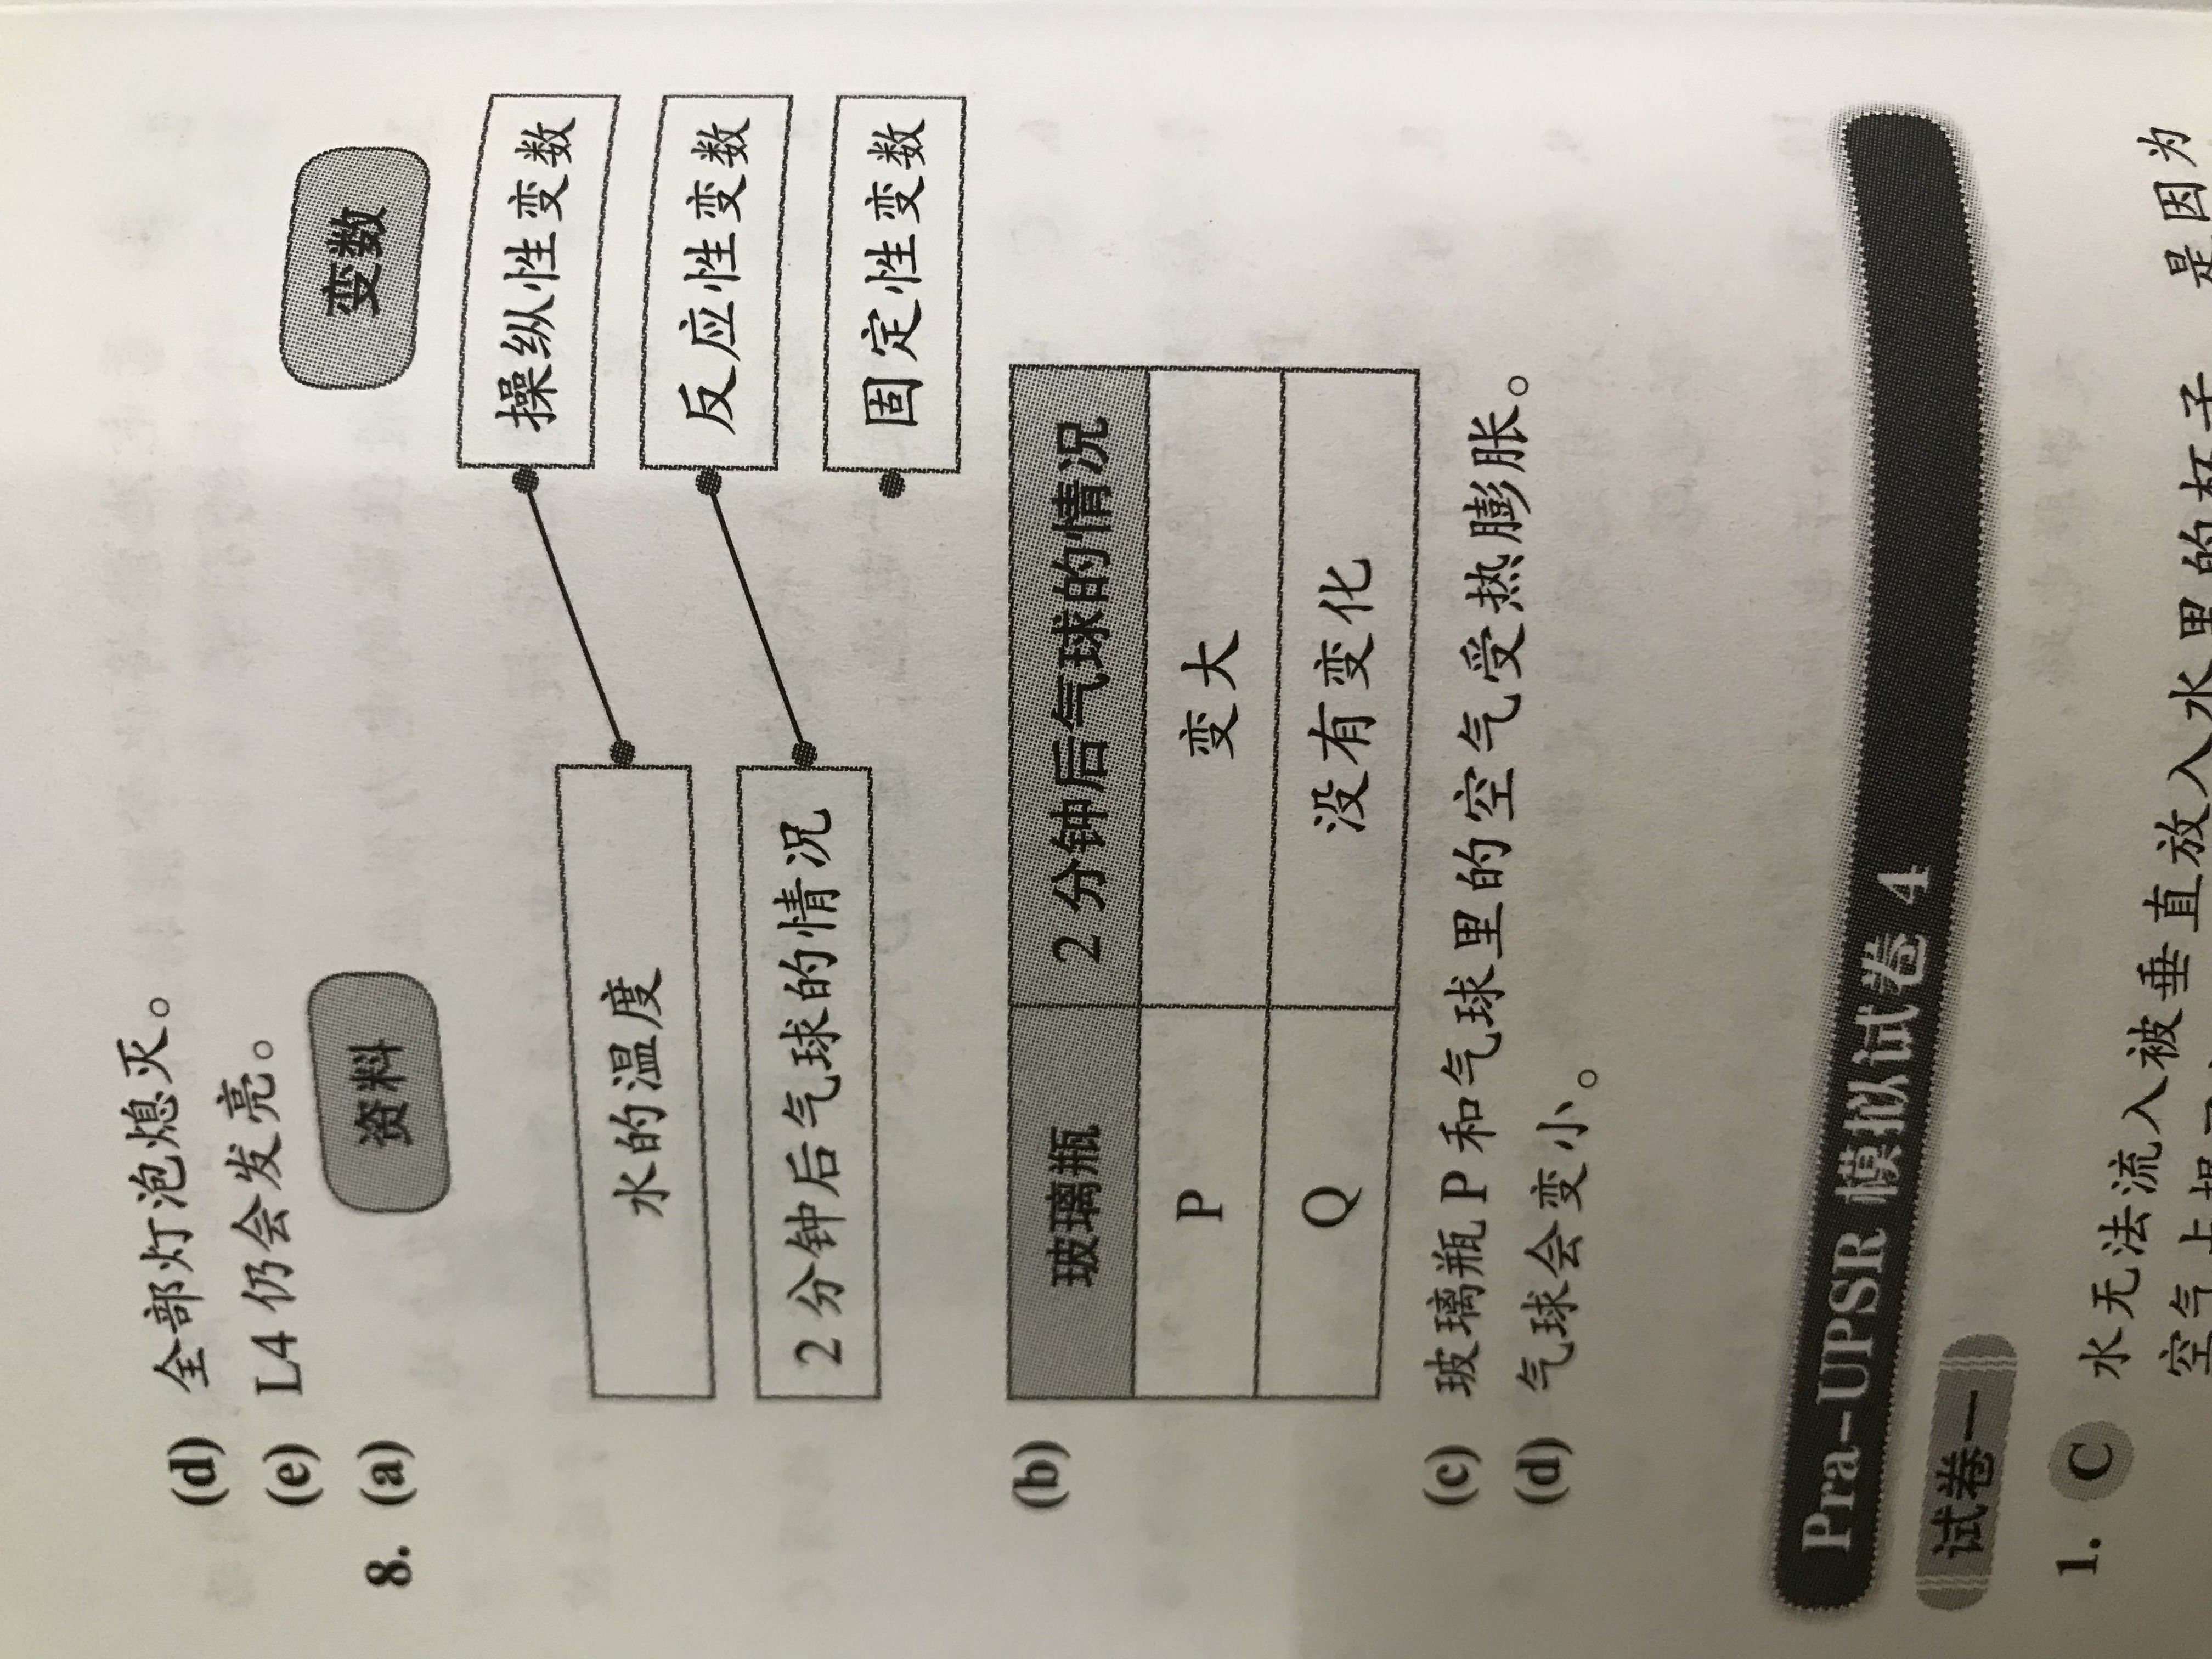 (d) 全部灯泡熄灭。
(e) L4 仍会发亮。
8. (a) 资料 变数
操纵性变数
水的温度
反应性变数
2 分钟后气球的情况
固定性变数
(b) 玻璃瓶 2 分钟后气球的情况
P 变大
Q 没有变化
(c) 玻璃瓶 P 和气球里的空气受热膨胀。
(d) 气球会变小。
Pra-UPSR 模拟试卷 4
试卷一
1. C 水无法流入被垂直放入水里的杯子，是因为
空气占据